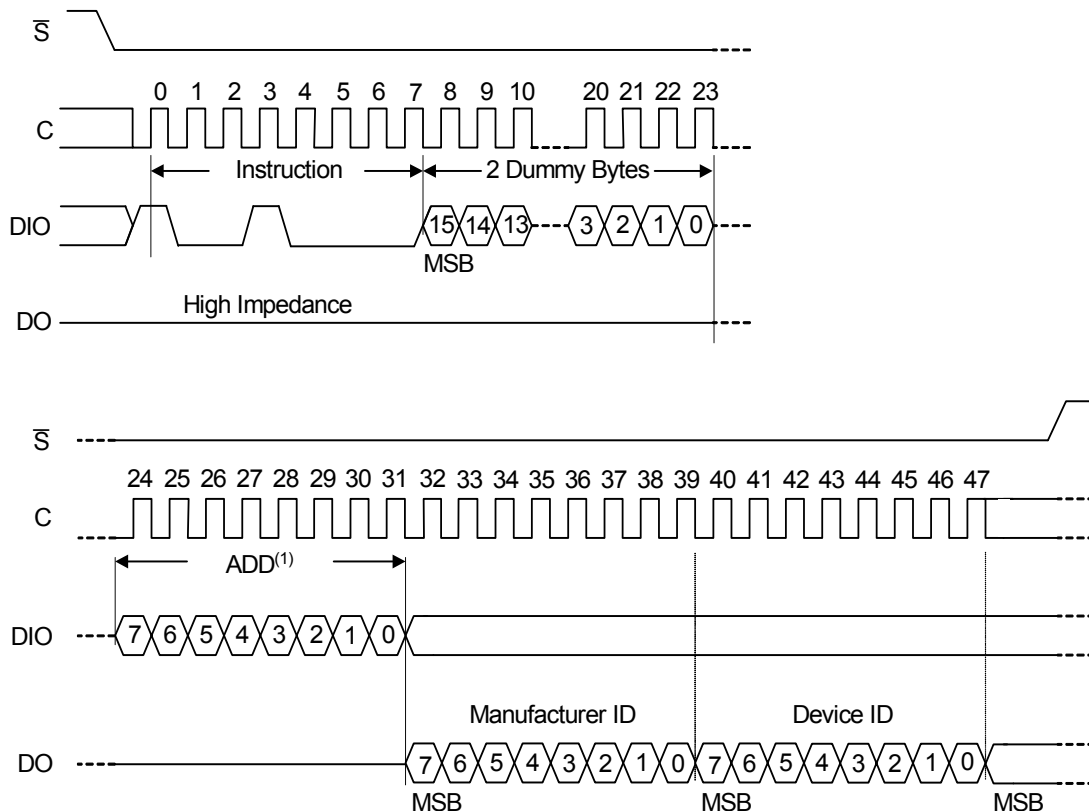 S
0 1 2 3 4 5 6 7 8 9 10 20 21 22 23
C
Instruction 2 Dummy Bytes
DIO 15 14 13 3 2 1 0
MSB
High Impedance
DO
S
24 25 26 27 28 29 30 31 32 33 34 35 36 37 38 39 40 41 42 43 44 45 46 47
C
ADD(1)
DIO 7 6 5 4 3 2 1 0
Manufacturer ID Device ID
DO 7 6 5 4 3 2 1 0 7 6 5 4 3 2 1 0
MSB MSB MSB